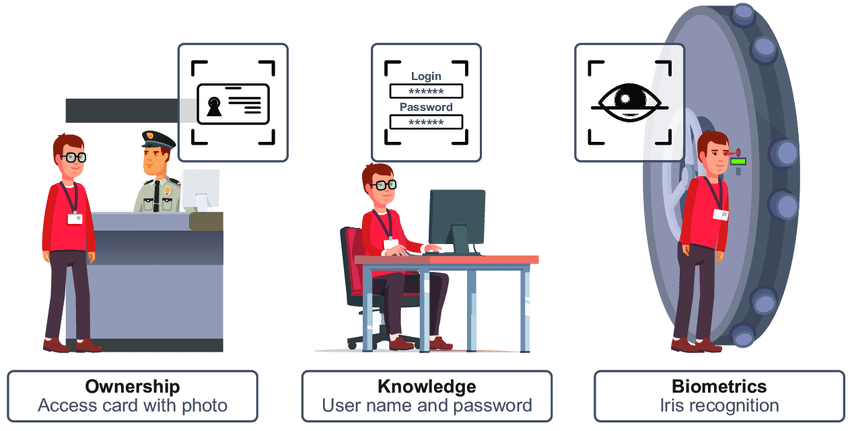 Login
******
Password
******
Ownership
Access card with photo
Knowledge
User name and password
Biometrics
Iris recognition